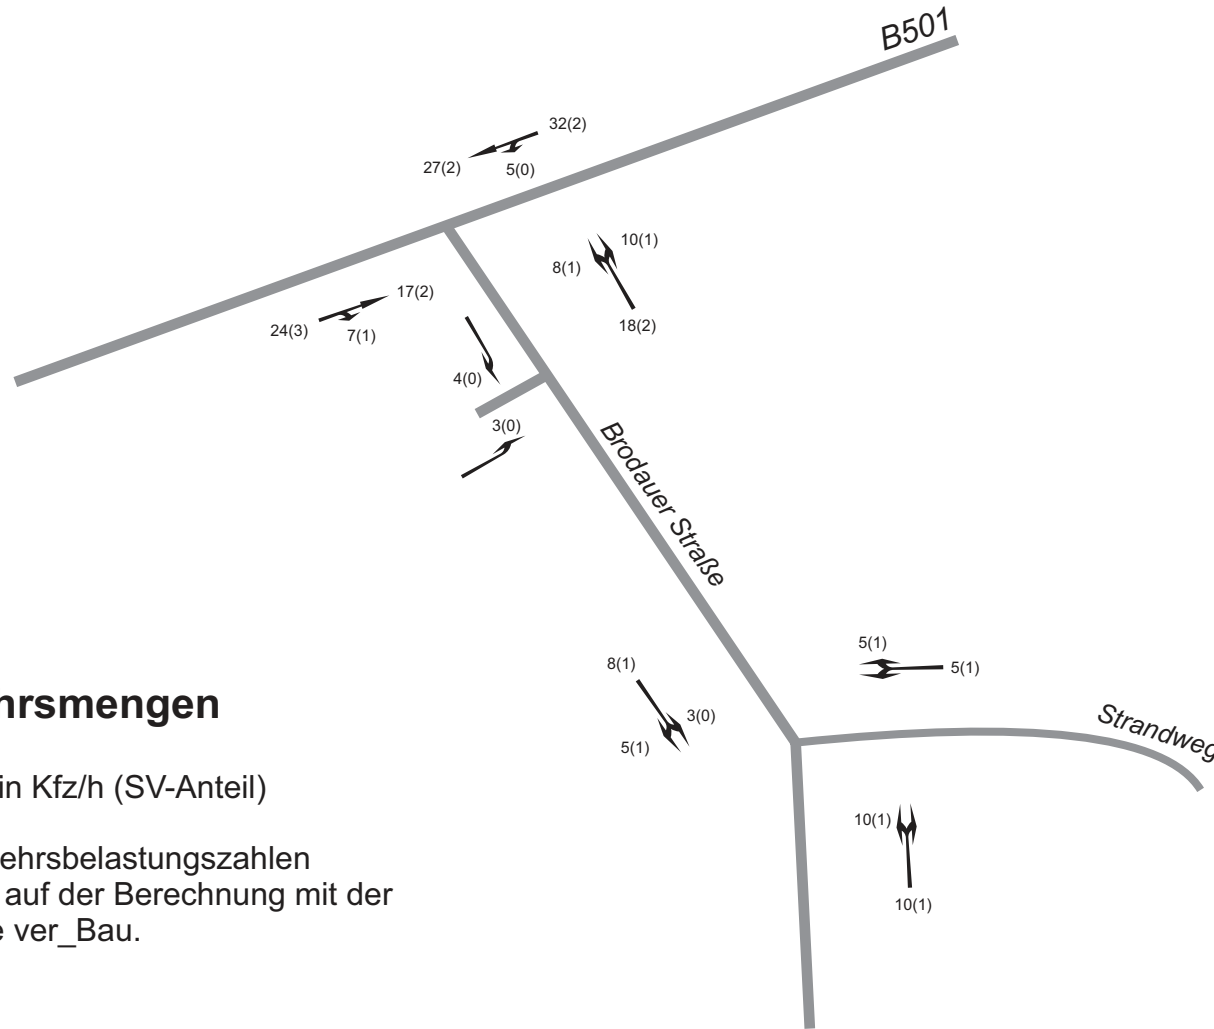 B501
32(2)
27(2)
5(0)
10(1)
8(1)
17(2)
24(3)
7(1)
18(2)
4(0)
3(0)
Brodauer Straße
5(1)
8(1)
5(1)
3(0)
5(1)
Strandweg
hrsmengen
in Kfz/h (SV-Anteil)
10(1)
ehrsbelastungszahlen
auf der Berechnung mit der
10(1)
e ver_Bau.